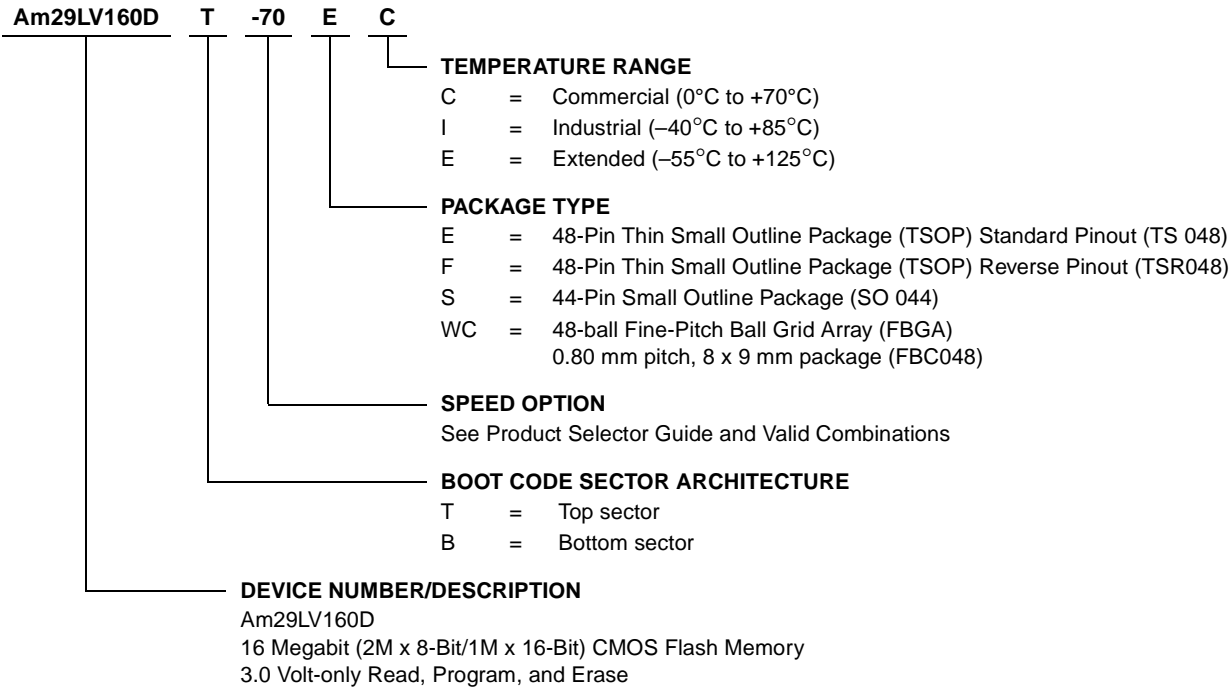 Am29LV160D T -70 E C
TEMPERATURE RANGE
C = Commercial (0°C to +70°C)
I = Industrial (–40°C to +85°C)
E = Extended (–55°C to +125°C)
PACKAGE TYPE
E = 48-Pin Thin Small Outline Package (TSOP) Standard Pinout (TS 048)
F = 48-Pin Thin Small Outline Package (TSOP) Reverse Pinout (TSR048)
S = 44-Pin Small Outline Package (SO 044)
WC = 48-ball Fine-Pitch Ball Grid Array (FBGA)
0.80 mm pitch, 8 x 9 mm package (FBC048)
SPEED OPTION
See Product Selector Guide and Valid Combinations
BOOT CODE SECTOR ARCHITECTURE
T = Top sector
B = Bottom sector
DEVICE NUMBER/DESCRIPTION
Am29LV160D
16 Megabit (2M x 8-Bit/1M x 16-Bit) CMOS Flash Memory
3.0 Volt-only Read, Program, and Erase